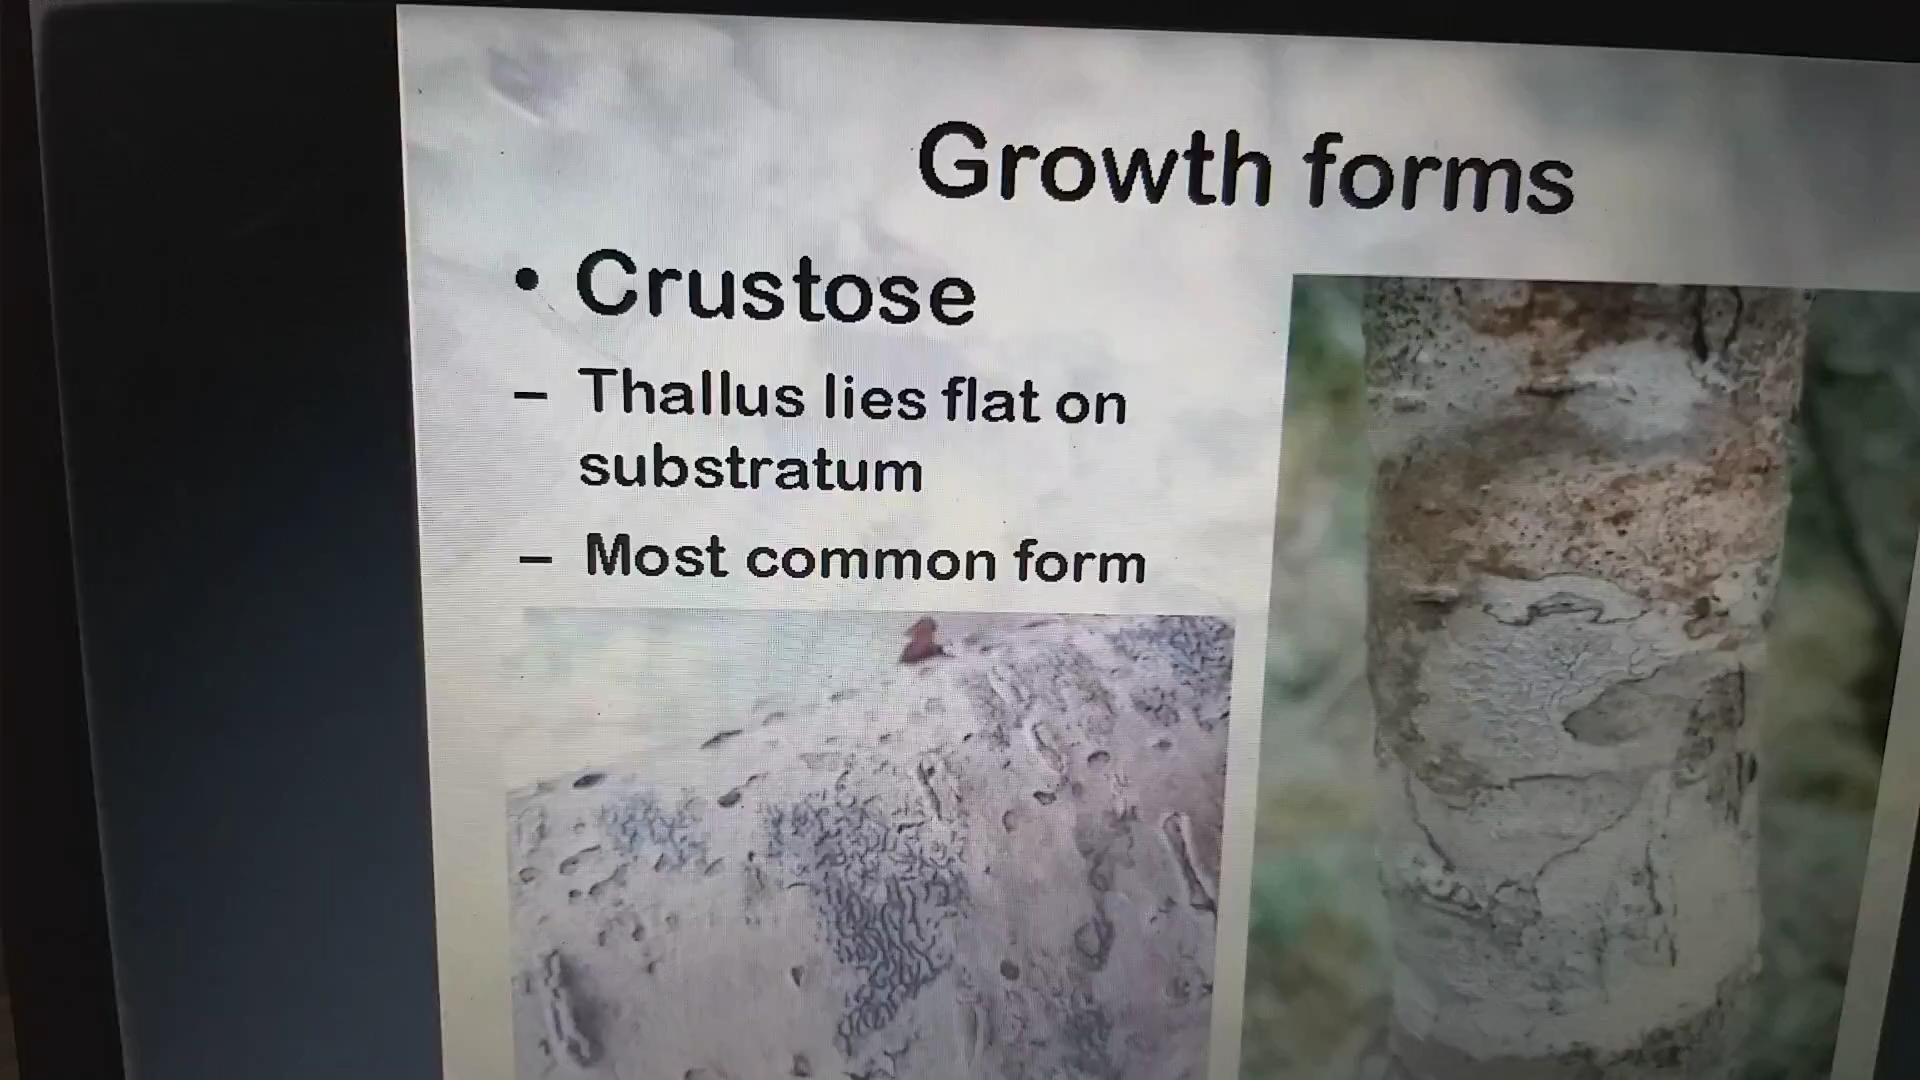 Growth forms
• Crustose
– Thallus lies flat on
substratum
– Most common form